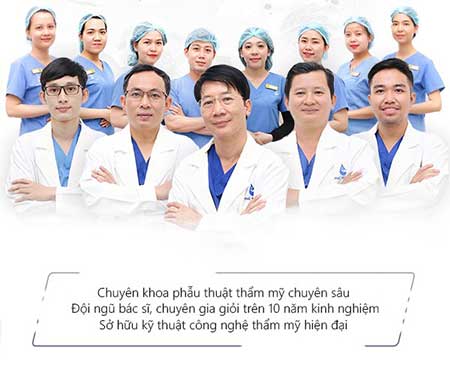 Chuyên khoa phẫu thuật thẩm mỹ chuyên sâu
Đội ngũ bác sĩ, chuyên gia giỏi trên 10 năm kinh nghiệm
Sở hữu kỹ thuật công nghệ thẩm mỹ hiện đại